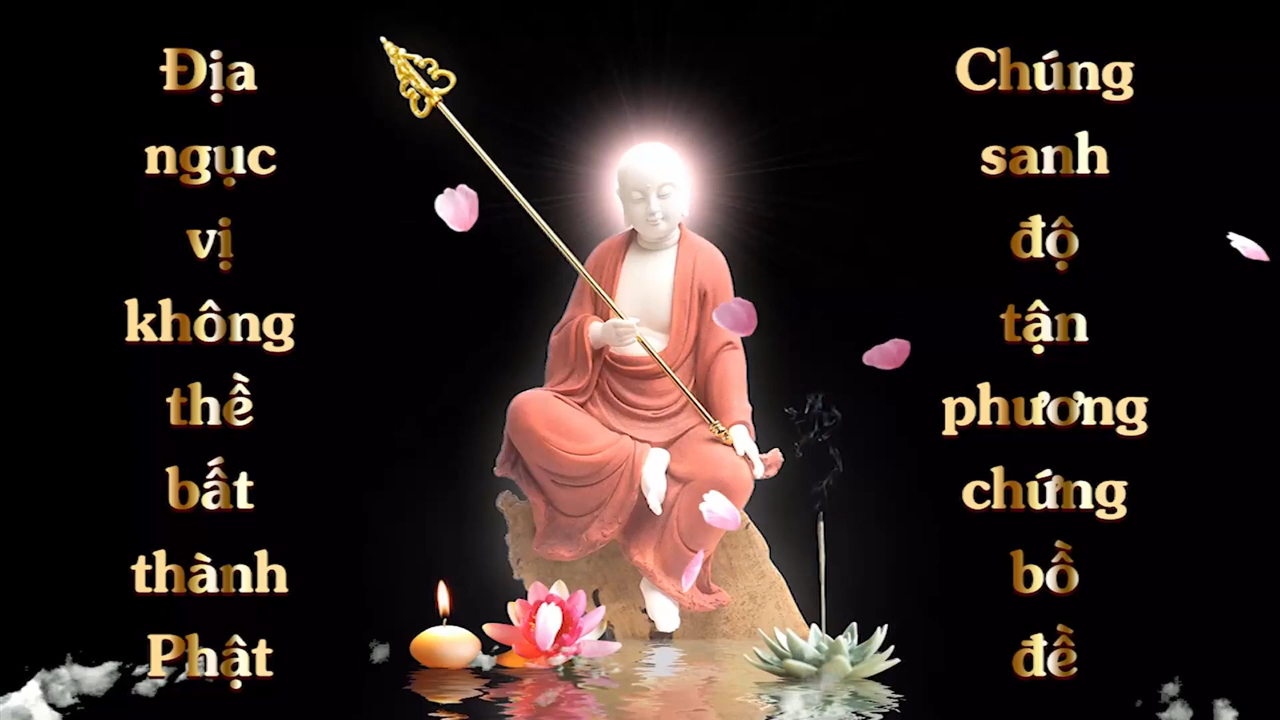 Địa
ngục
vị
không
thề
bất
thành
Phật
Chúng
sanh
độ
tận
phương
chứng
bồ
đề